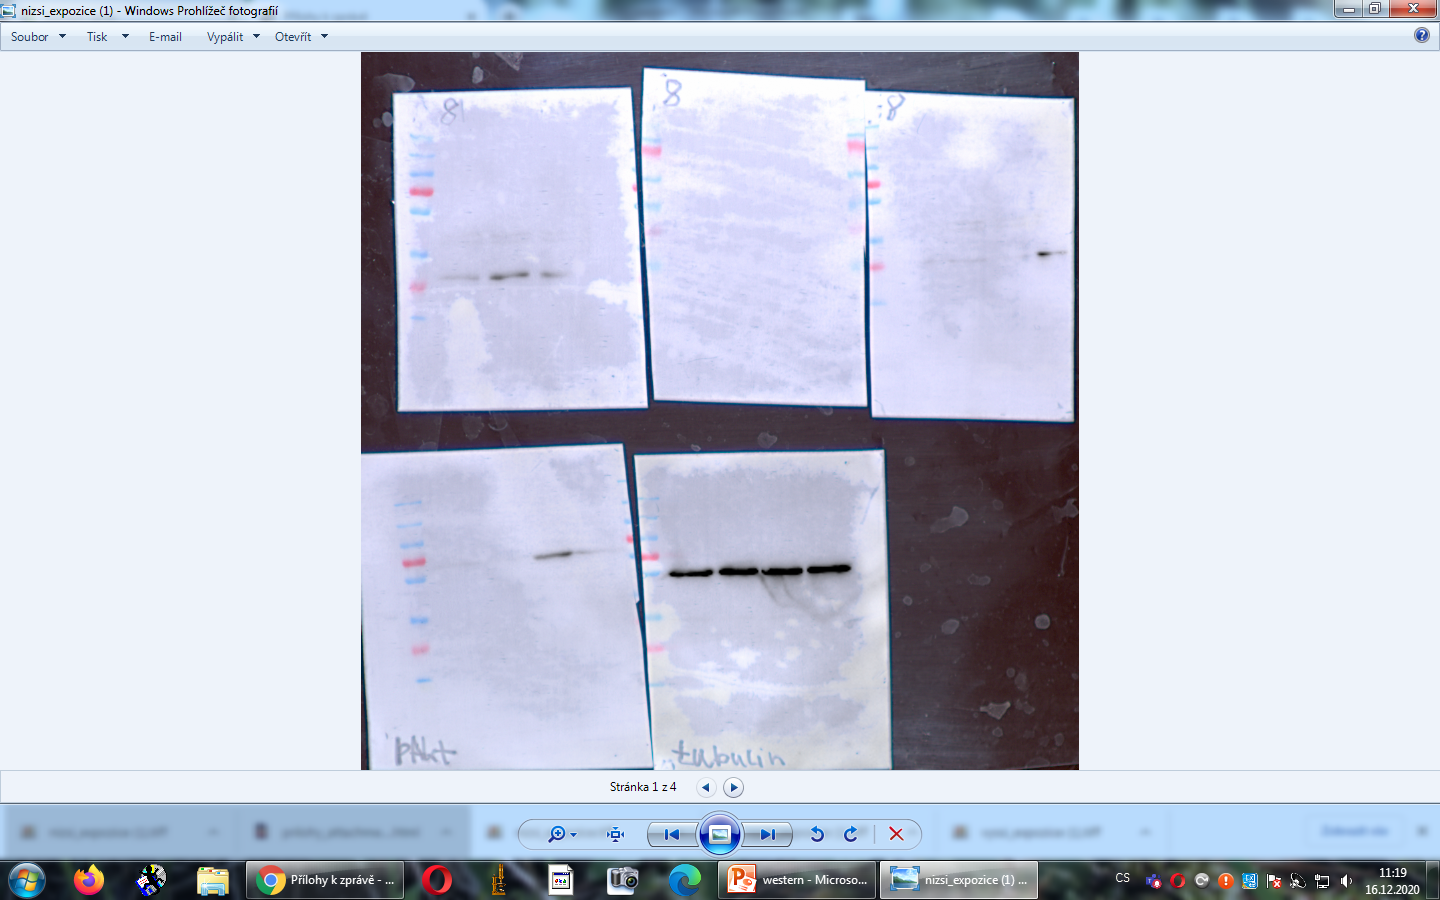 nizsi_expozice (1) - Windows Prohlížeč fotografií
Soubor Tisk E-mail Vypálit Otevřít
8
8
8
pAkt
tubulin
Stránka 1 z 4
Přílohy k zprávě - ...
western - Microso...
nizsi_expozice (1) ...
CS
11:19
16.12.2020